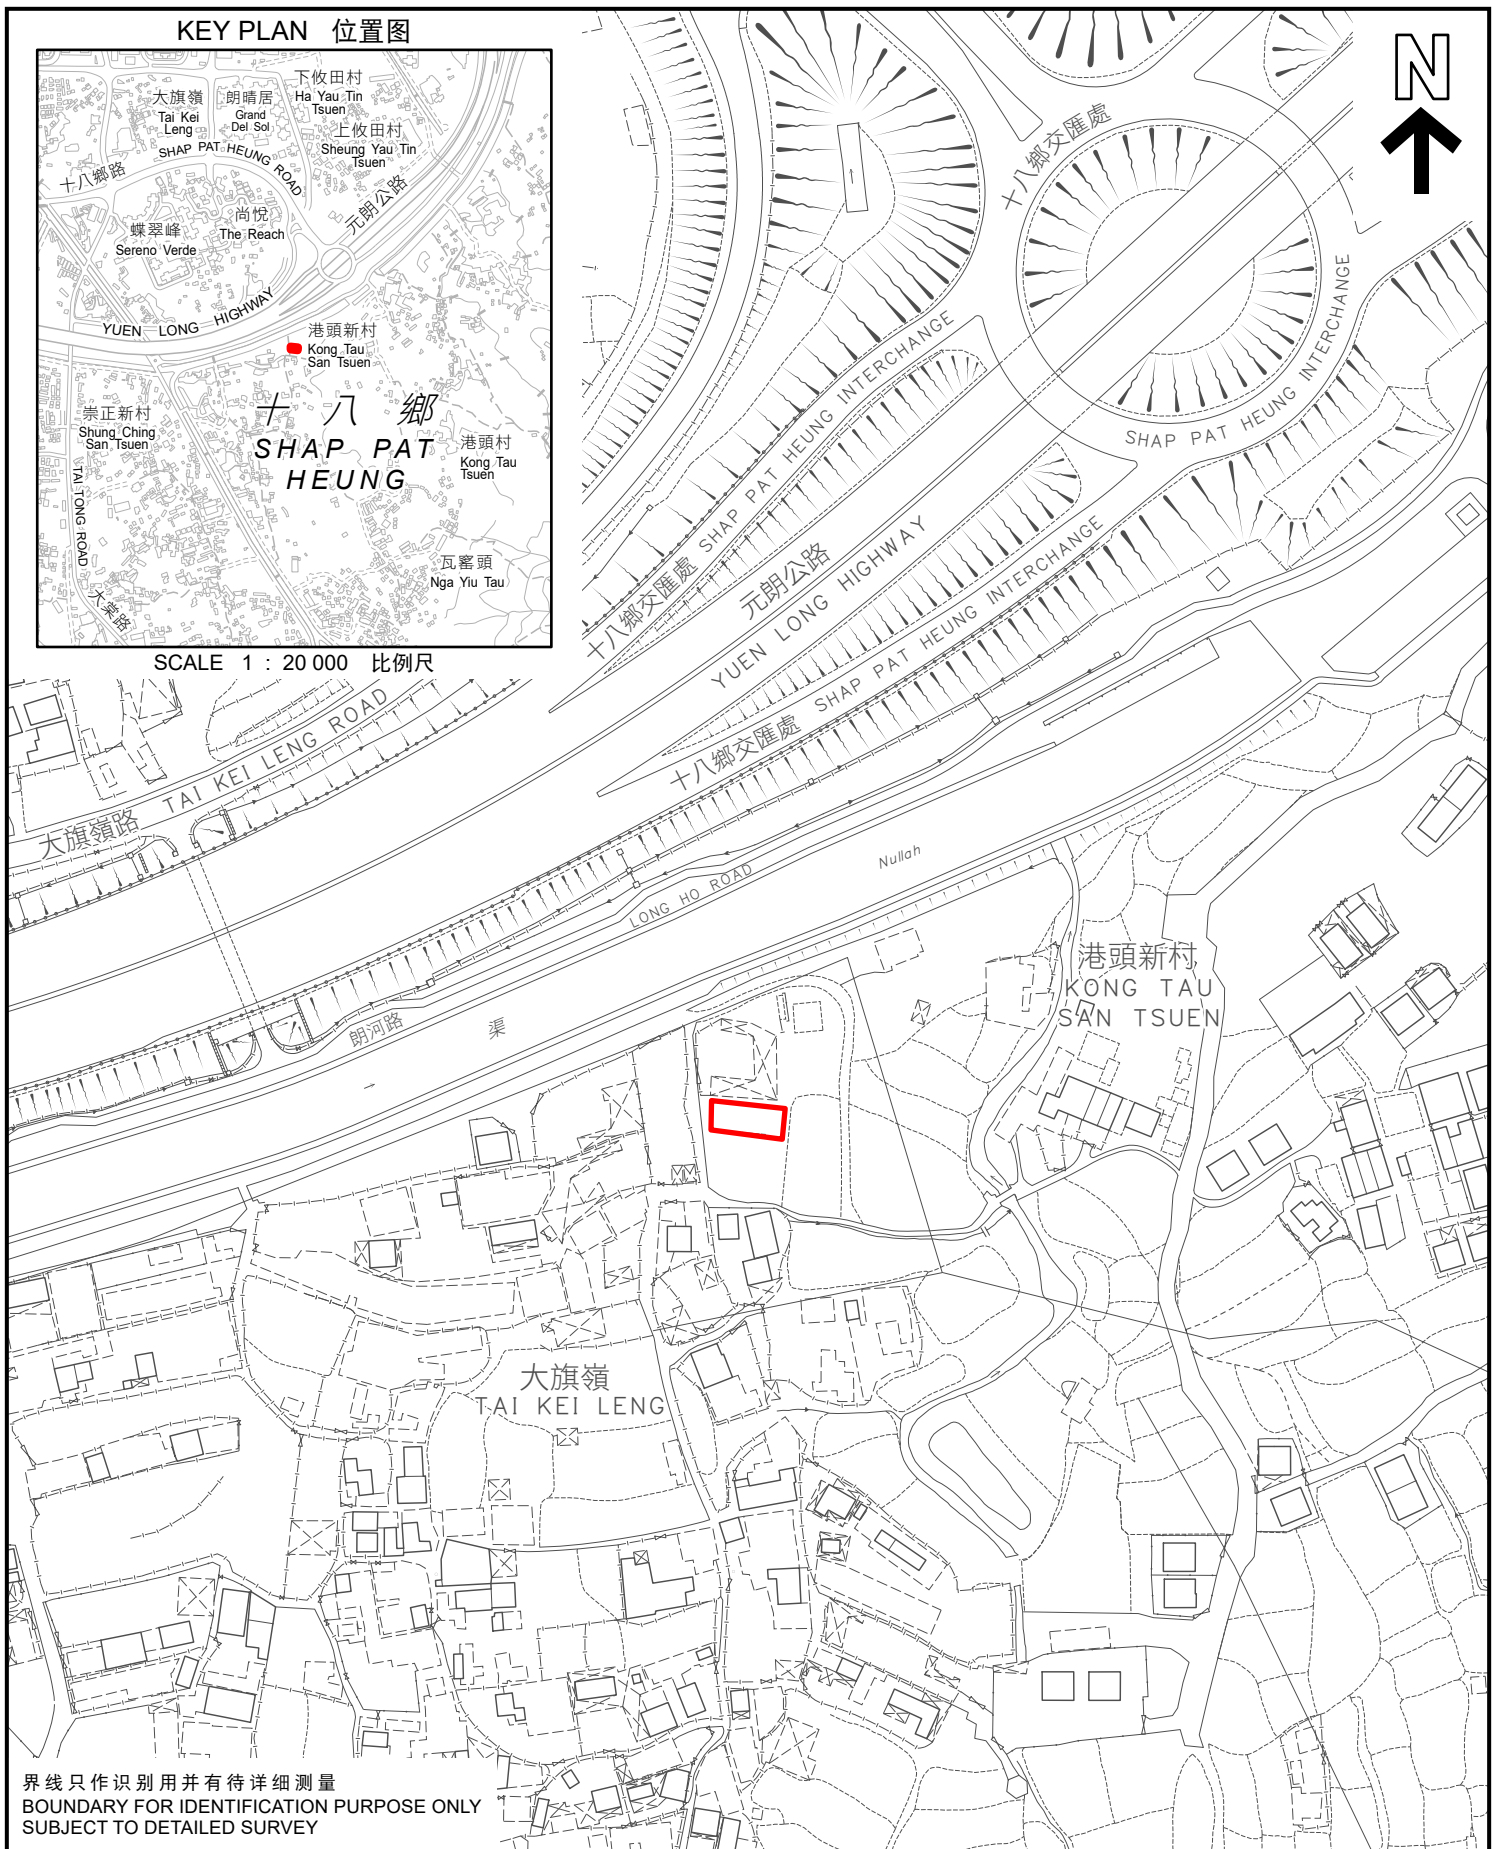 KEY PLAN 位置图
N
下攸田村
Ha Yau Tin
Tsuen
大旗嶺
Tai Kei
Leng
朗晴居
Grand
Del Sol
上攸田村
Sheung Yau Tin
Tsuen
SHAP PAT HEUNG ROAD
十八鄉路
元朗公路
尚悅
The Reach
蝶翠峰
Sereno Verde
YUEN LONG HIGHWAY
港頭新村
Kong Tau
San Tsuen
十八鄉
SHAP PAT
HEUNG
崇正新村
Shung Ching
San Tsuen
港頭村
Kong Tau
Tsuen
TAI TONG ROAD
大棠路
瓦窰頭
Nga Yiu Tau
SCALE 1 : 20 000 比例尺
十八鄉交匯處
SHAP PAT HEUNG INTERCHANGE
十八鄉交匯處 SHAP PAT HEUNG INTERCHANGE
元朗公路
YUEN LONG HIGHWAY
十八鄉交匯處 SHAP PAT HEUNG INTERCHANGE
大旗嶺路 TAI KEI LENG ROAD
Nullah
LONG HO ROAD
朗河路
渠
港頭新村
KONG TAU
SAN TSUEN
大旗嶺
TAI KEI LENG
界线只作识别用并有待详细测量
BOUNDARY FOR IDENTIFICATION PURPOSE ONLY
SUBJECT TO DETAILED SURVEY